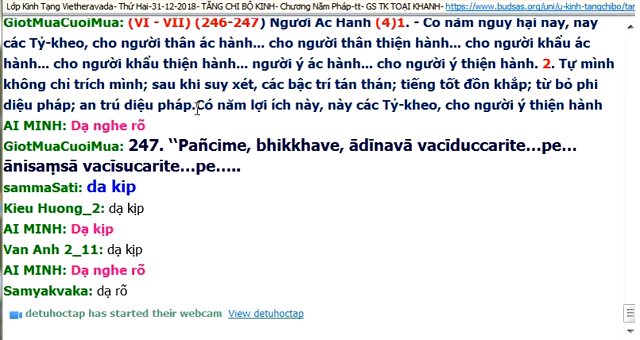 Lớp Kinh Tạng Vietheravada- Thứ Hai-31-12-2018- TĂNG CHI BỘ KINH- Chương Năm Pháp-tt- GS TK TOẠI KHANH- https://www.budsas.org/uni/u-kinh-tangchibo/tan
GiotMuaCuoiMua: (VI - VII) (246-247) Người Ác Hành (4)1. - Có năm nguy hại này, này
các Tỷ-kheo, cho người thân ác hành... cho người thân thiện hành... cho người khẩu ác
hành... cho người khẩu thiện hành... người ý ác hành... cho người ý thiện hành. 2. Tự mình
không chỉ trích mình; sau khi suy xét, các bậc trí tán thán; tiếng tốt đồn khắp; từ bỏ phi
diệu pháp; an trú diệu pháp.Có năm lợi ích này, này các Tỷ-kheo, cho người ý thiện hành
AI MINH: Dạ nghe rõ
GiotMuaCuoiMua: 247. ‘‘Pañcime, bhikkhave, ādīnavā vacīduccarite…pe…
ānisaṃsā vacīsucarite…pe…..
sammaSati: dạ kịp
Kieu Huong_2: dạ kịp
AI MINH: Dạ kịp
Van Anh 2_11: dạ kịp
AI MINH: Dạ nghe rõ
Samyakvaka: dạ rõ
detuhoctap has started their webcam View detuhoctap